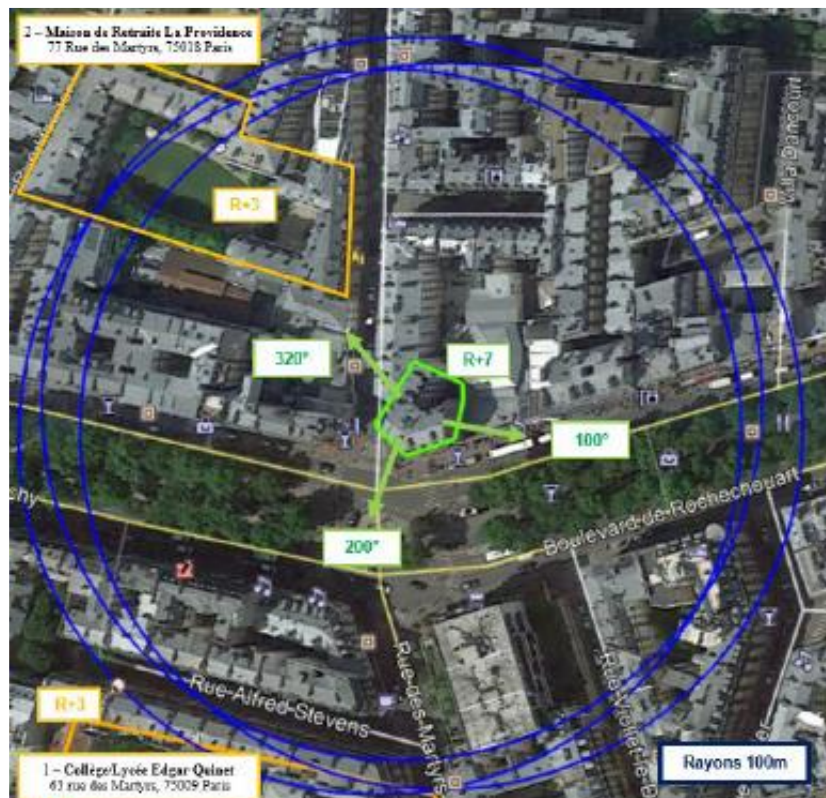 2 – Maison de Retraite La Providence
77 Rue des Martyrs, 75018 Paris
Villa Dancourt
R+3
320°
R+7
100°
chy
Boulevard-de-Rochechouart
200°
Rue-Alfred-Stevens
Rue-des-Martyrs
R+3
1 – Collège/Lycée Edgar Quinet
63 rue des Martyrs, 75009 Paris
Rayons 100m